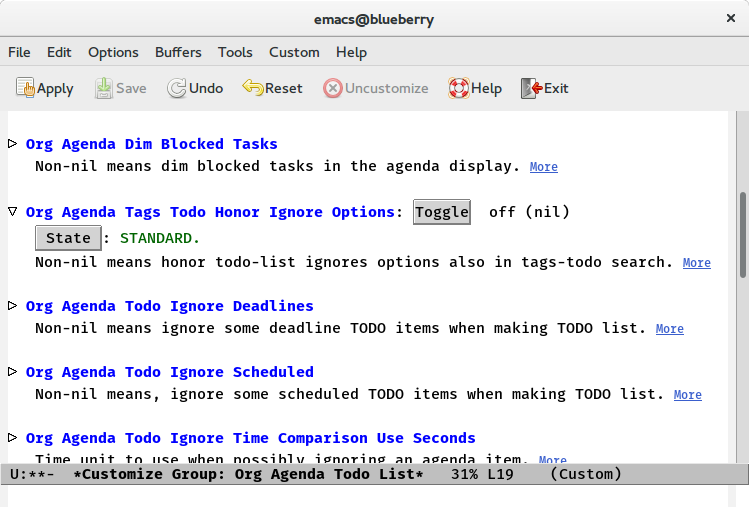 emacs@blueberry ×
File Edit Options Buffers Tools Custom Help
Apply Save Undo Reset Uncustomize Help Exit
▷ Org Agenda Dim Blocked Tasks
Non-nil means dim blocked tasks in the agenda display. More
▽ Org Agenda Tags Todo Honor Ignore Options: Toggle off (nil)
State : STANDARD.
Non-nil means honor todo-list ignores options also in tags-todo search. More
▷ Org Agenda Todo Ignore Deadlines
Non-nil means ignore some deadline TODO items when making TODO list. More
▷ Org Agenda Todo Ignore Scheduled
Non-nil means, ignore some scheduled TODO items when making TODO list. More
▷ Org Agenda Todo Ignore Time Comparison Use Seconds
Time unit to use when possibly ignoring an agenda item. More
U:**- *Customize Group: Org Agenda Todo List* 31% L19 (Custom)